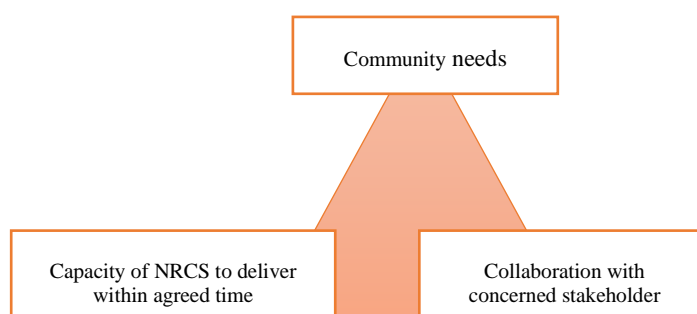 Community needs
Capacity of NRCS to deliver
within agreed time
Collaboration with
concerned stakeholder